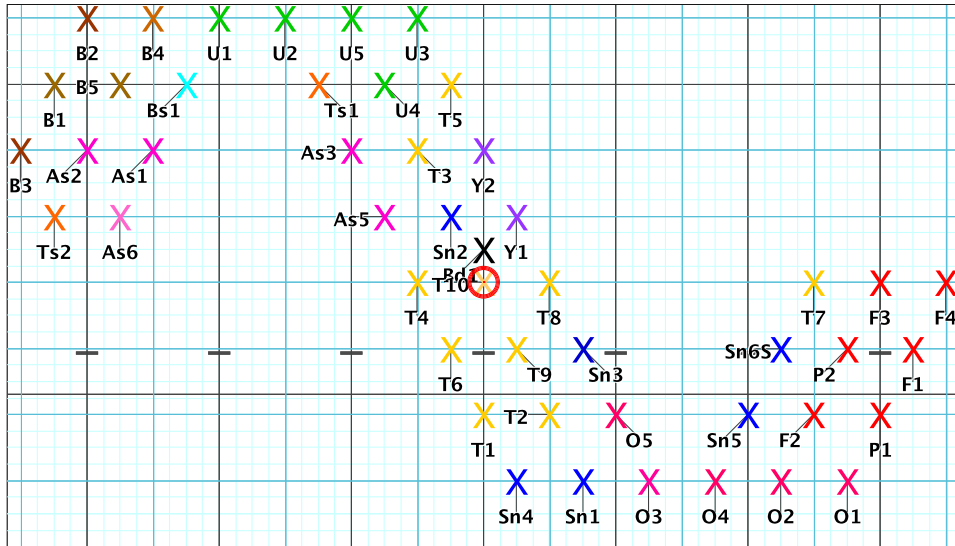 B2 B4 U1 U2 U5 U3
B5
B1 Bs1 Ts1 U4 T5
As3
B3 As2 As1 T3 Y2
As5
Ts2 As6 Sn2 Y1
Bd1
T10
T4 T8 T7 F3 F4
Sn6S
T6 T9 Sn3 P2 F1
T2
T1 O5 Sn5 F2 P1
Sn4 Sn1 O3 O4 O2 O1